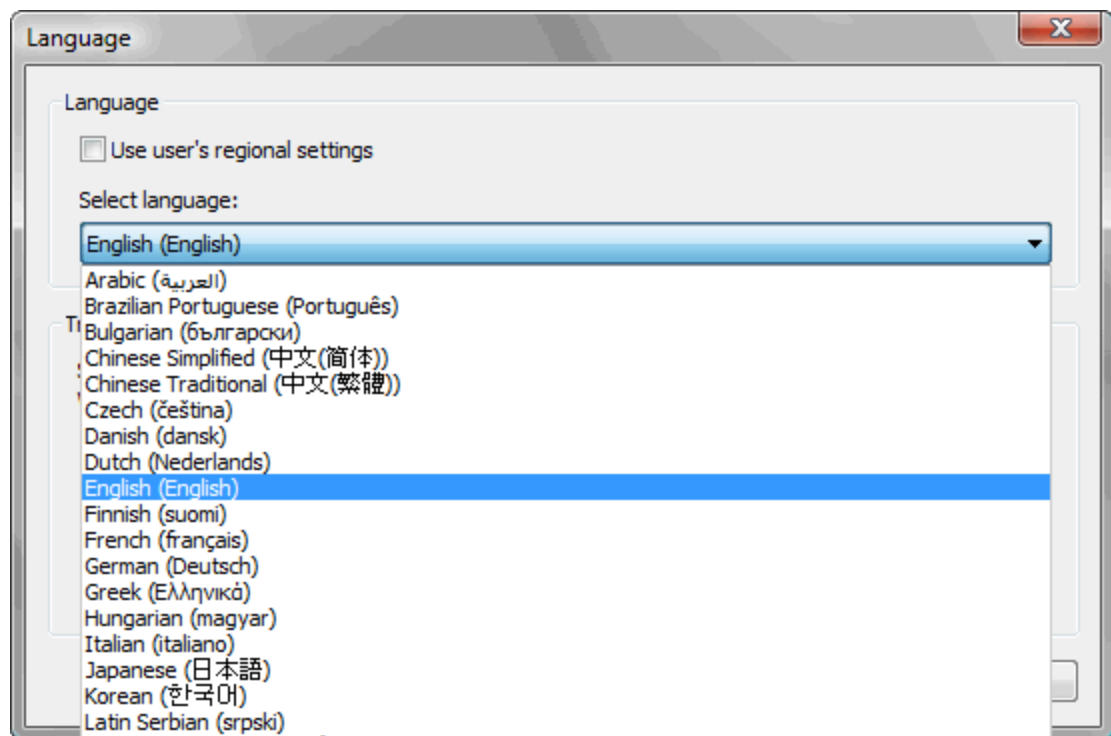 Language
Language
Use user's regional settings
Select language:
English (English)
Arabic (العربية)
Brazilian Portuguese (Português)
Bulgarian (български)
Chinese Simplified (中文(简体))
Chinese Traditional (中文(繁體))
Czech (čeština)
Danish (dansk)
Dutch (Nederlands)
English (English)
Finnish (suomi)
French (français)
German (Deutsch)
Greek (Ελληνικά)
Hungarian (magyar)
Italian (italiano)
Japanese (日本語)
Korean (한국어)
Latin Serbian (srpski)